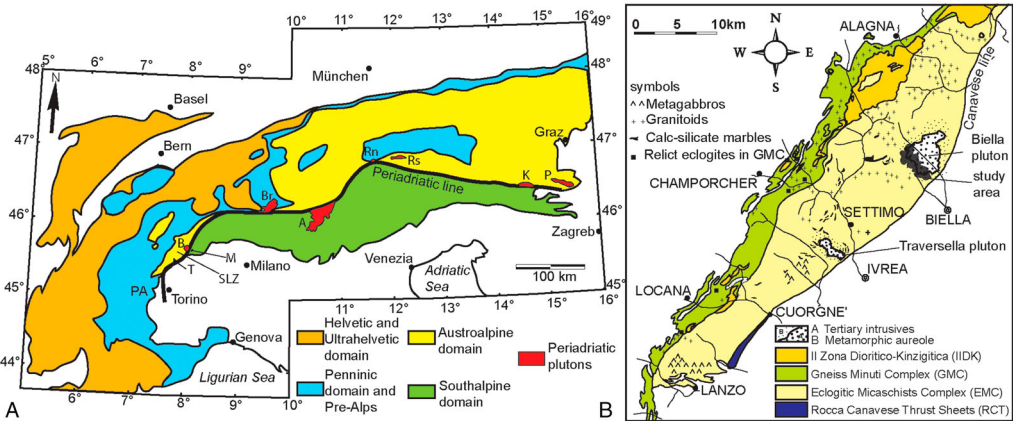 10°
11°
12°
13°
14°
15°
16°
49°
5°
6°
7°
8°
9°
48°
48°
N
München
Basel
47°
Bern
Graz
47°
Rn
Rs
Periadriatic line
K
P
46°
Br
A
46°
Zagreb
B
M
SLZ
T
Milano
Venezia
Adriatic
Sea
100 km
45°
45°
PA
Torino
Genova
44°
Ligurian Sea
5°
6°
7°
8°
9°
10°
11°
12°
13°
14°
15°
16°
Helvetic and
Ultrahelvetic
domain
Austroalpine
domain
Penninic
domain and
Pre-Alps
Southalpine
domain
Periadriatic
plutons
A
0 5 10km
N
W E
S
ALAGNA
symbols
^ ^ Metagabbros
+ + Granitoids
Calc-silicate marbles
Relict eclogites in GMC
Canavese line
Biella
pluton
study
area
CHAMPORCHER
SETTIMO
BIELLA
Traversella pluton
IVREA
LOCANA
CUORGNE'
LANZO
B
A
A Tertiary intrusives
B Metamorphic aureole
II Zona Dioritico-Kinzigitica (IIDK)
Gneiss Minuti Complex (GMC)
Eclogitic Micaschists Complex (EMC)
Rocca Canavese Thrust Sheets (RCT)
B